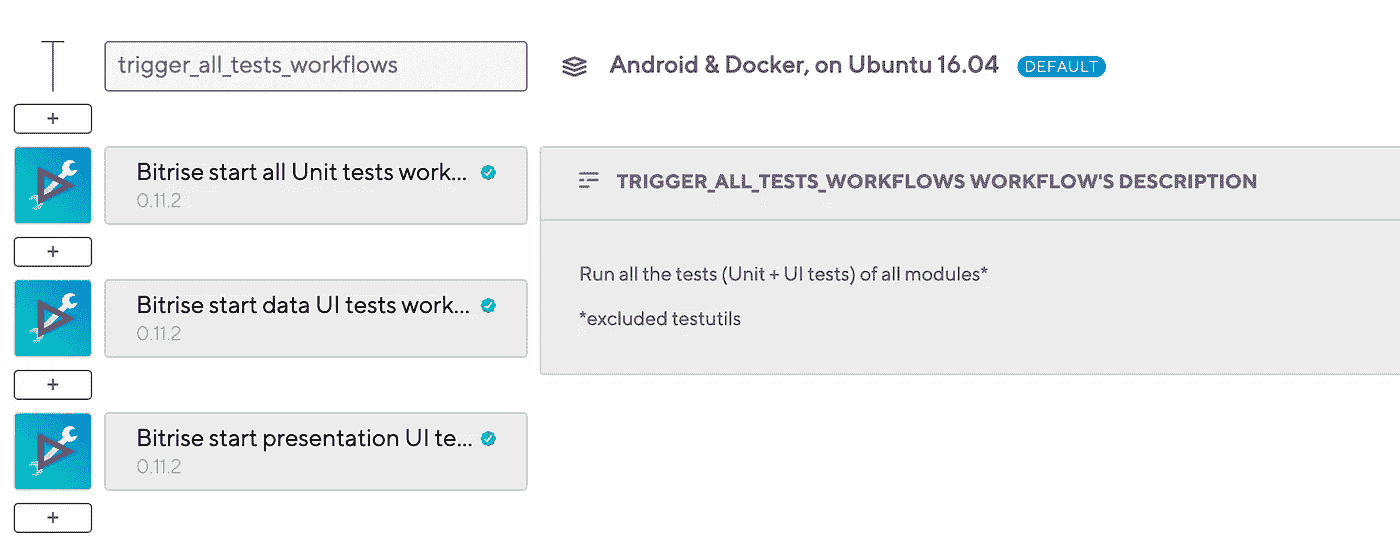 trigger_all_tests_workflows
Android & Docker, on Ubuntu 16.04 DEFAULT
+
Bitrise start all Unit tests work...
0.11.2
TRIGGER_ALL_TESTS_WORKFLOWS WORKFLOW'S DESCRIPTION
+
Run all the tests (Unit + UI tests) of all modules*
Bitrise start data UI tests work...
*excluded testutils
0.11.2
+
Bitrise start presentation UI te...
0.11.2
+